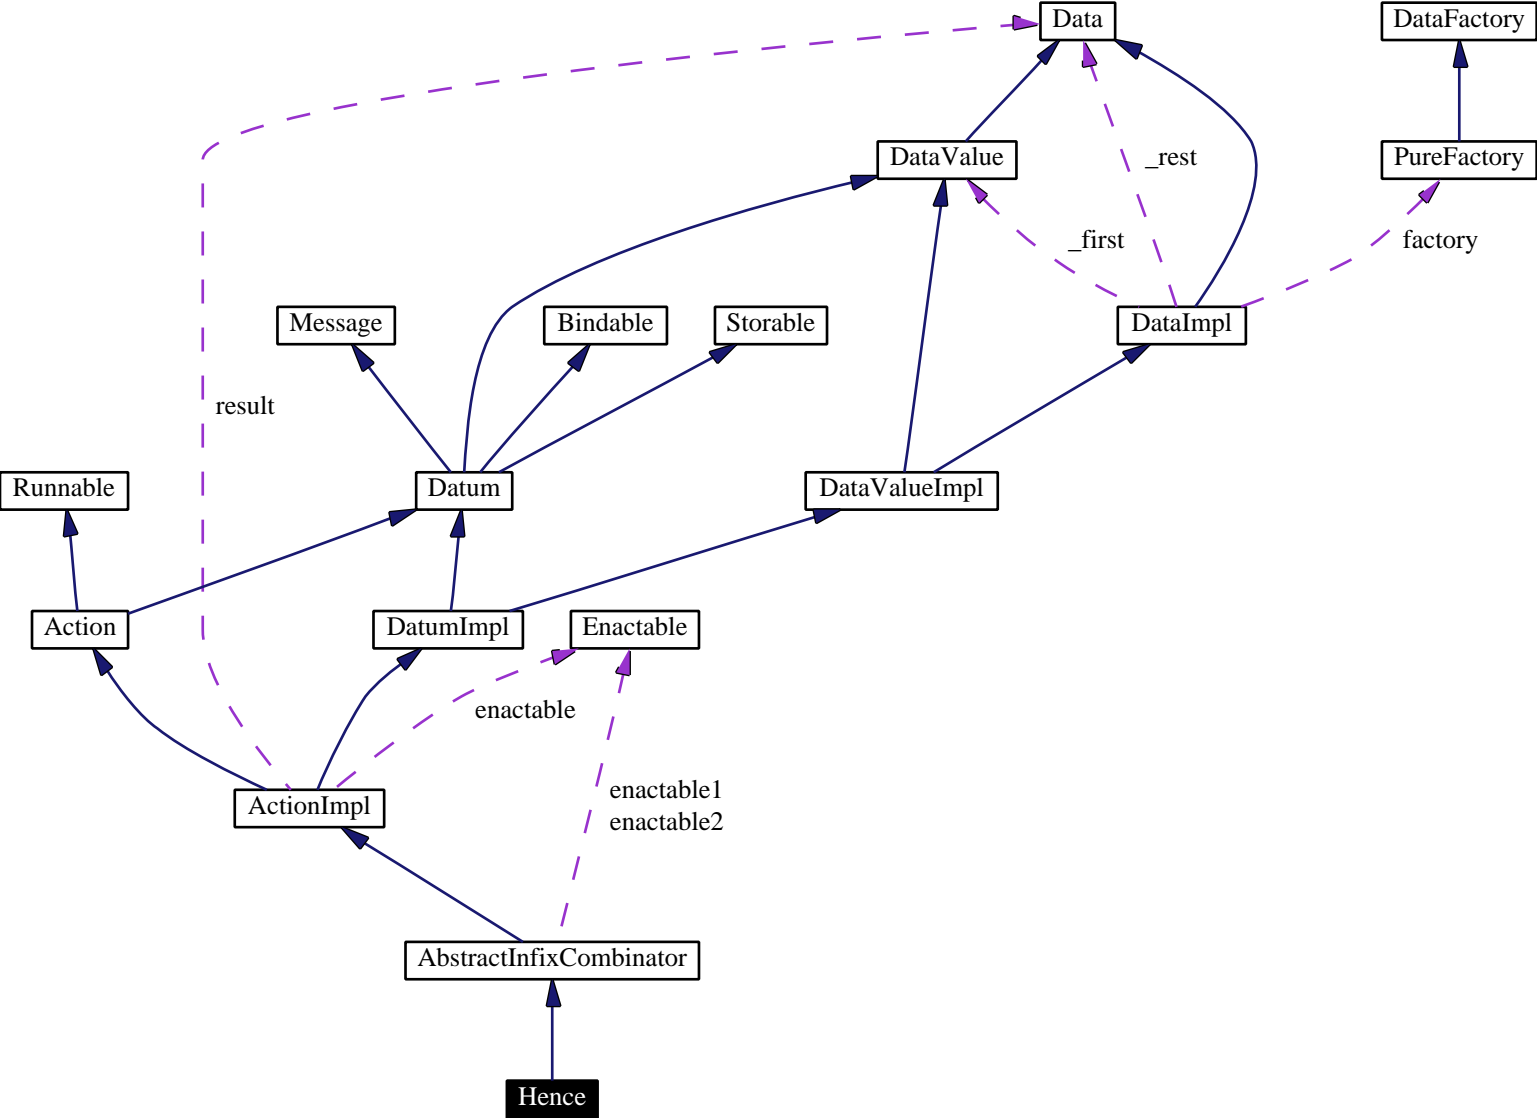 Data
DataFactory
DataValue
_rest
PureFactory
_first
factory
Message
Bindable
Storable
DataImpl
result
Runnable
Datum
DataValueImpl
Action
DatumImpl
Enactable
enactable
ActionImpl
enactable1
enactable2
AbstractInfixCombinator
Hence